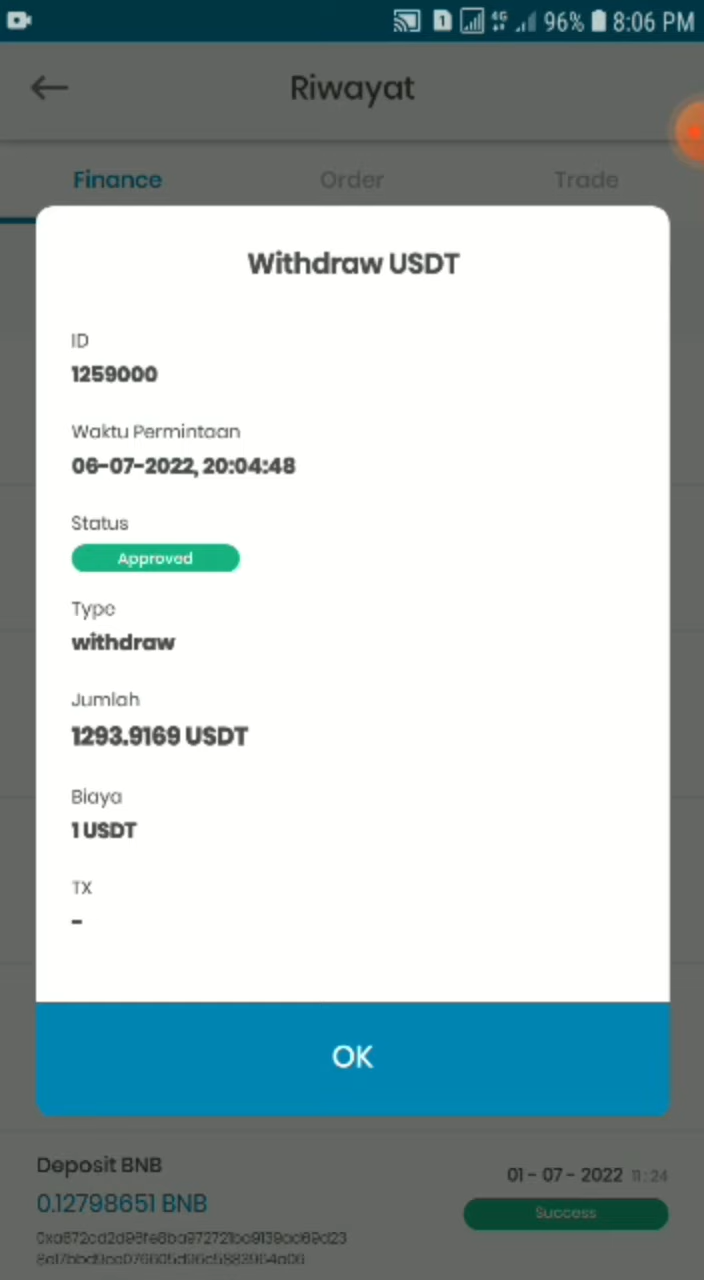 1 4G 96% 8:06 PM
Riwayat
Finance Order Trade
Withdraw USDT
ID
1259000
Waktu Permintaan
06-07-2022, 20:04:48
Status
Approved
Type
withdraw
Jumlah
1293.9169 USDT
Biaya
1 USDT
TX
-
OK
Deposit BNB
01 - 07 - 2022 11:24
0.12798651 BNB
Success